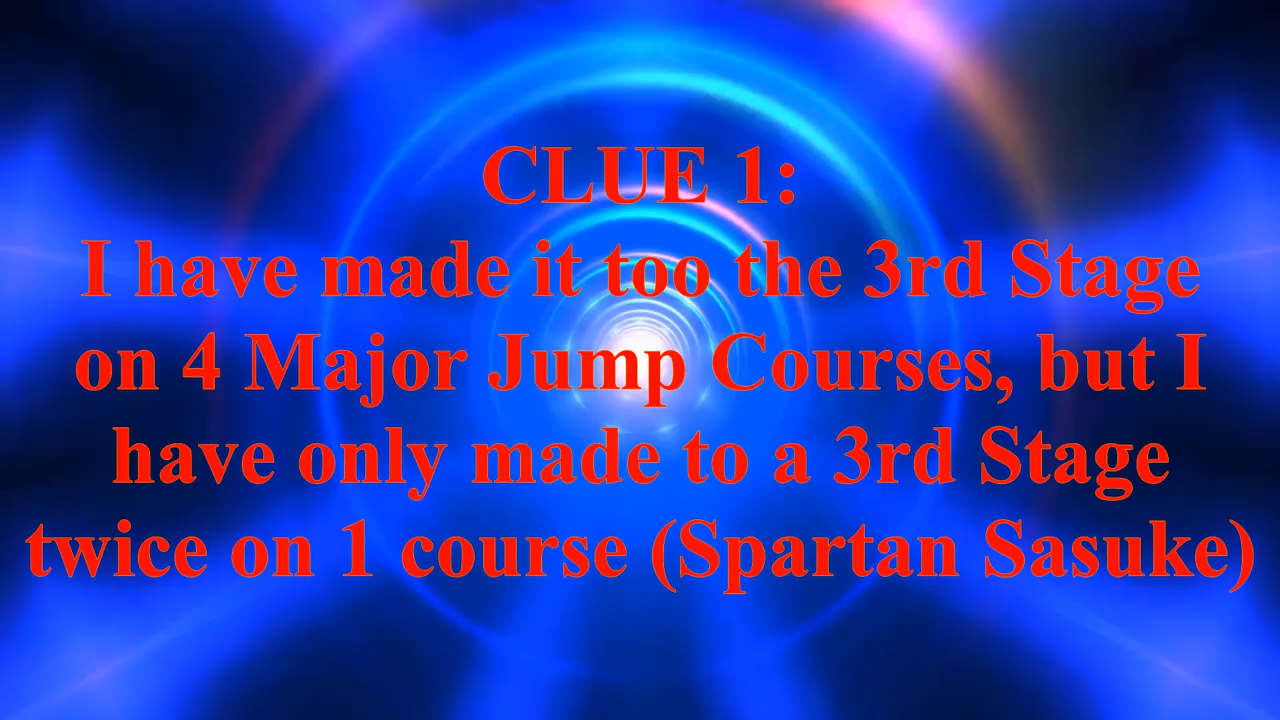 CLUE 1:
I have made it too the 3rd Stage
on 4 Major Jump Courses, but I
have only made to a 3rd Stage
twice on 1 course (Spartan Sasuke)